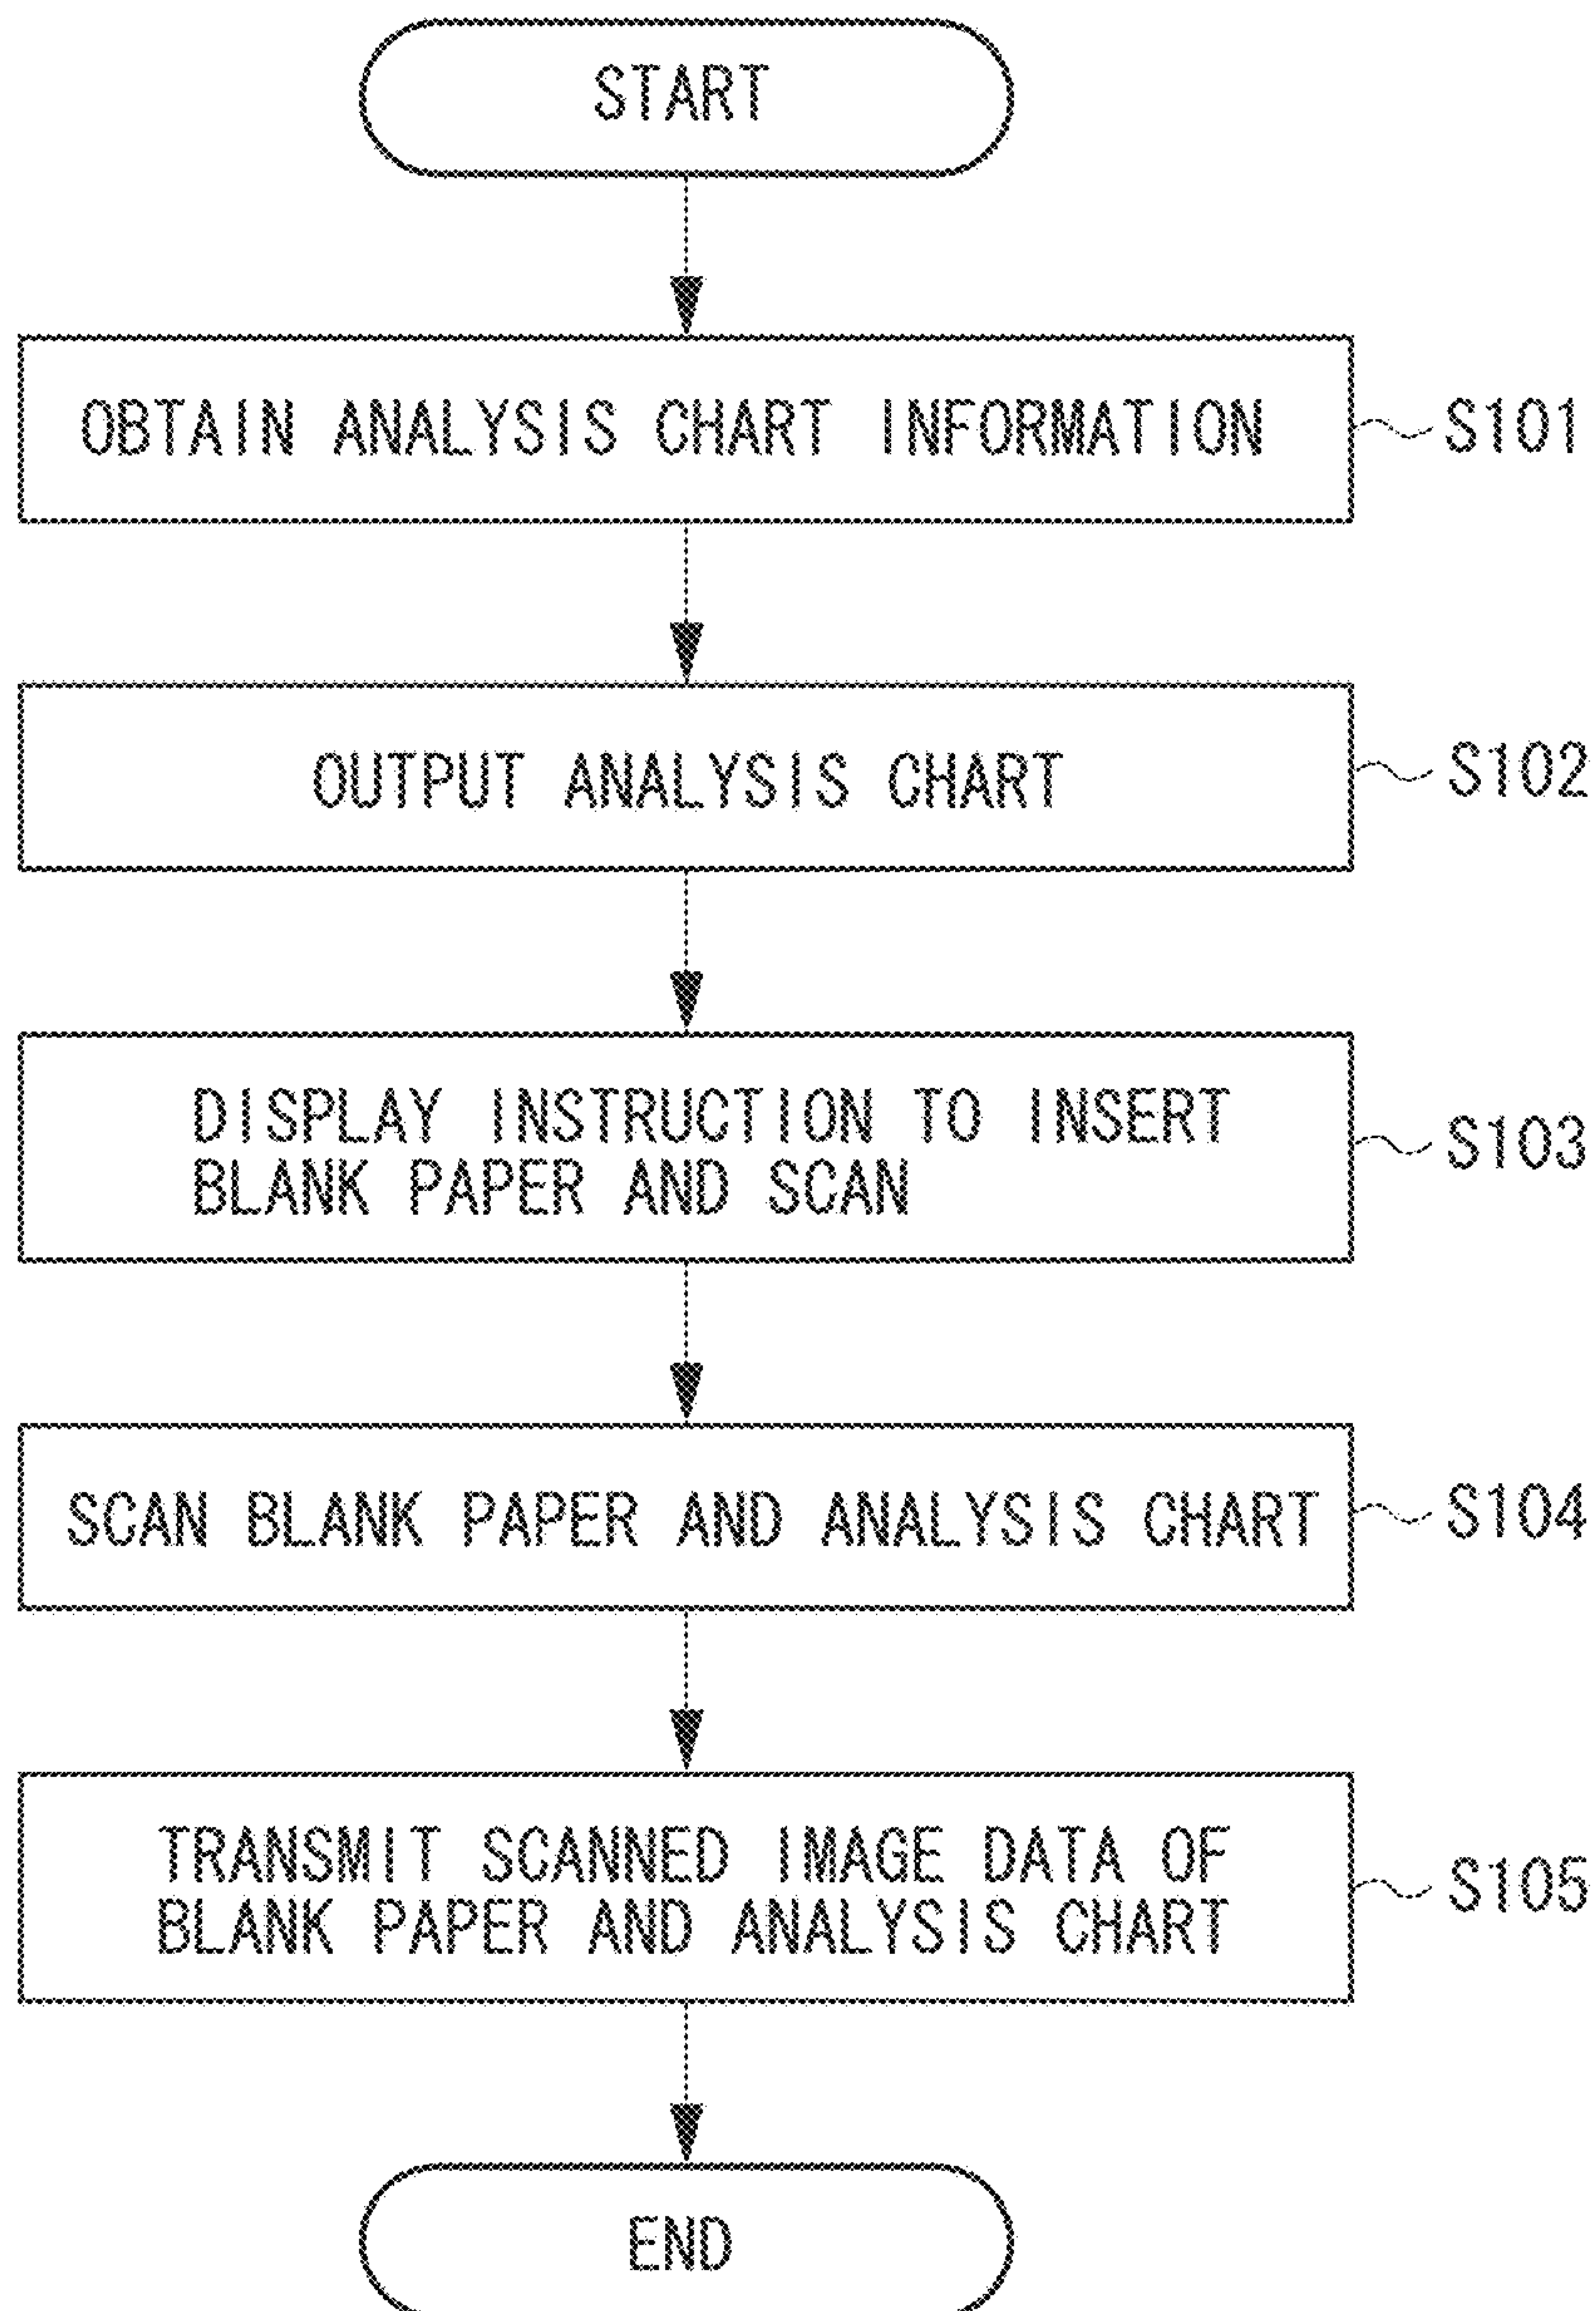 START
OBTAIN ANALYSIS CHART INFORMATION
S101
OUTPUT ANALYSIS CHART
S102
DISPLAY INSTRUCTION TO INSERT
BLANK PAPER AND SCAN
S103
SCAN BLANK PAPER AND ANALYSIS CHART
S104
TRANSMIT SCANNED IMAGE DATA OF
BLANK PAPER AND ANALYSIS CHART
S105
END